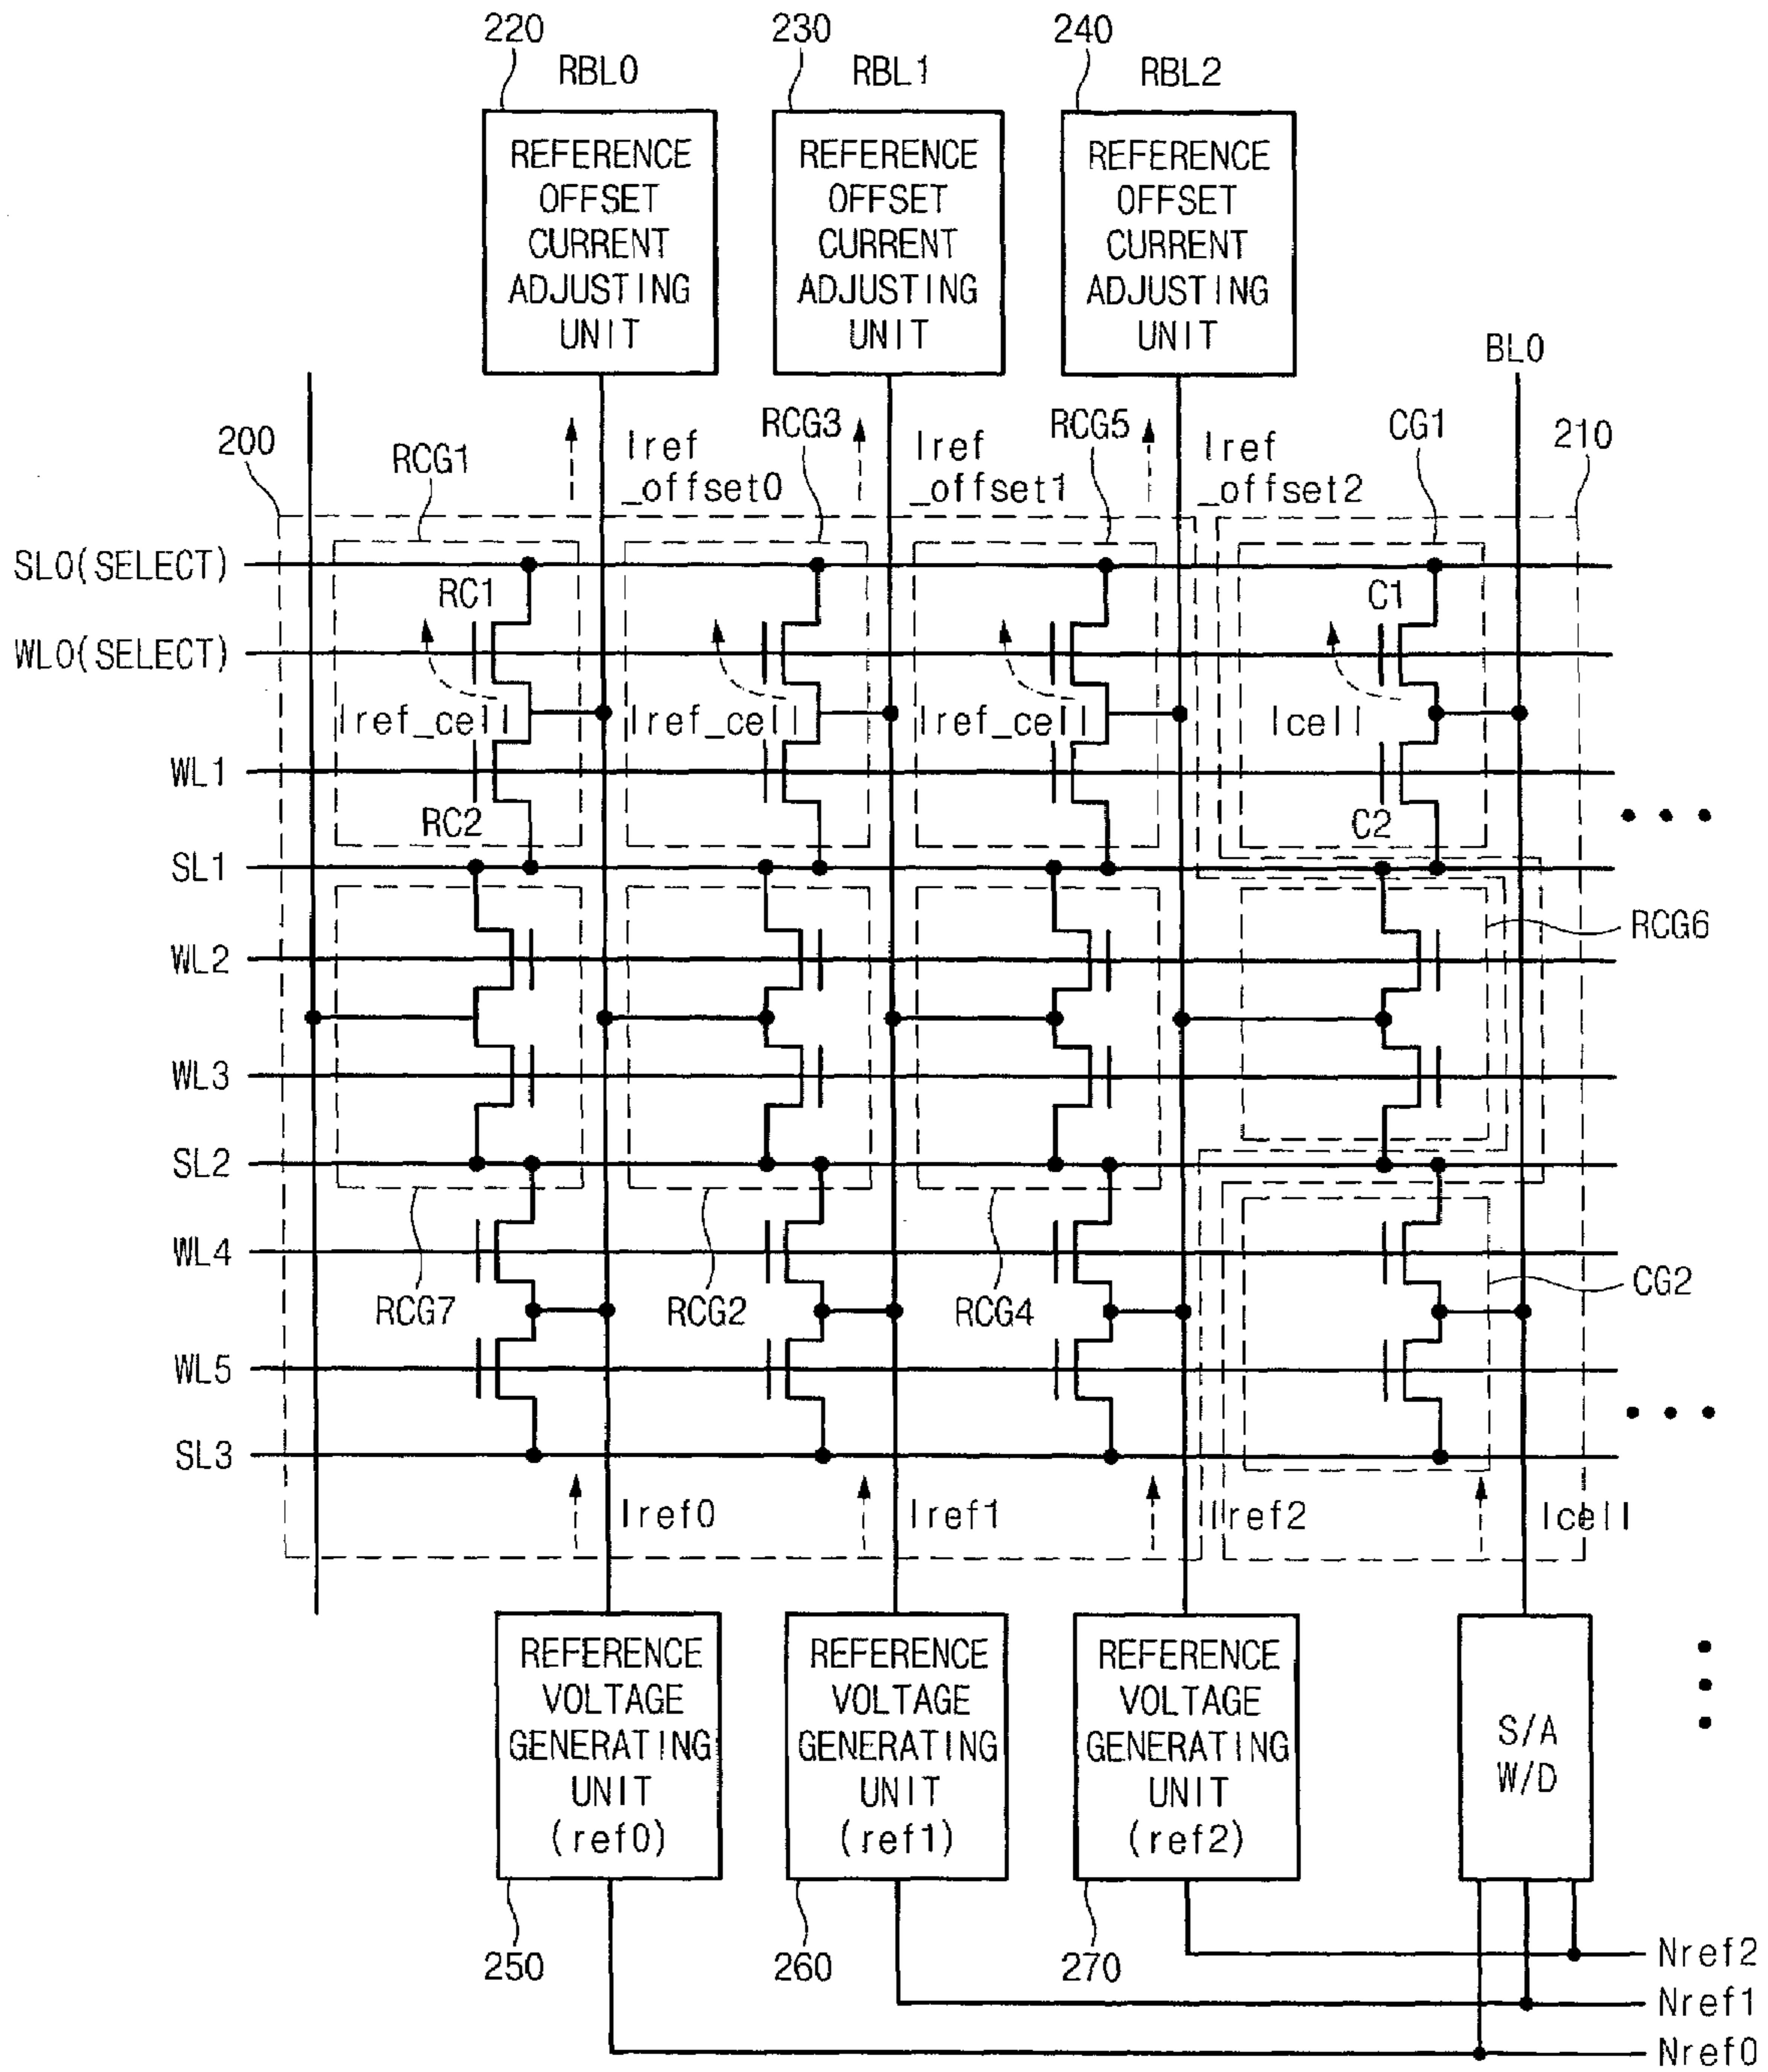 220
230
240
RBL0
RBL1
RBL2
REFERENCE
OFFSET
CURRENT
ADJUSTING
UNIT
REFERENCE
OFFSET
CURRENT
ADJUSTING
UNIT
REFERENCE
OFFSET
CURRENT
ADJUSTING
UNIT
BL0
200
RCG1
Iref
_offset0
RCG3
Iref
_offset1
RCG5
Iref
_offset2
CG1
210
SL0(SELECT)
RC1
C1
WL0(SELECT)
Iref_cell
Iref_cell
Iref_cell
Icell
WL1
RC2
C2
• • •
SL1
RCG6
WL2
WL3
SL2
WL4
RCG7
RCG2
RCG4
CG2
WL5
• • •
SL3
Iref0
Iref1
Iref2
Icell
REFERENCE
VOLTAGE
GENERATING
UNIT
(ref0)
REFERENCE
VOLTAGE
GENERATING
UNIT
(ref1)
REFERENCE
VOLTAGE
GENERATING
UNIT
(ref2)
S/A
W/D
250
260
270
Nref2
Nref1
Nref0